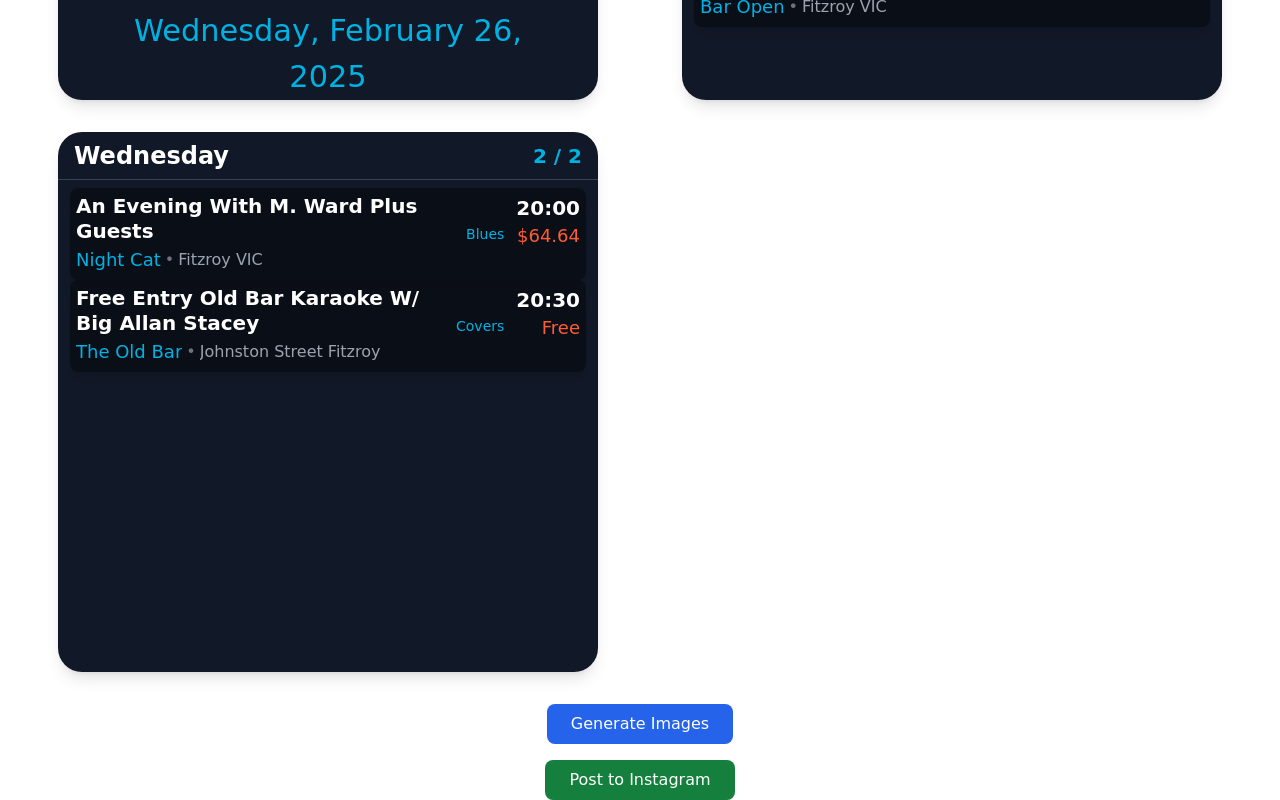 Wednesday, February 26,
2025
Bar Open • Fitzroy VIC
Wednesday
2 / 2
An Evening With M. Ward Plus
Guests
Night Cat • Fitzroy VIC
Blues
20:00
$64.64
Free Entry Old Bar Karaoke W/
Big Allan Stacey
The Old Bar • Johnston Street Fitzroy
Covers
20:30
Free
Generate Images
Post to Instagram